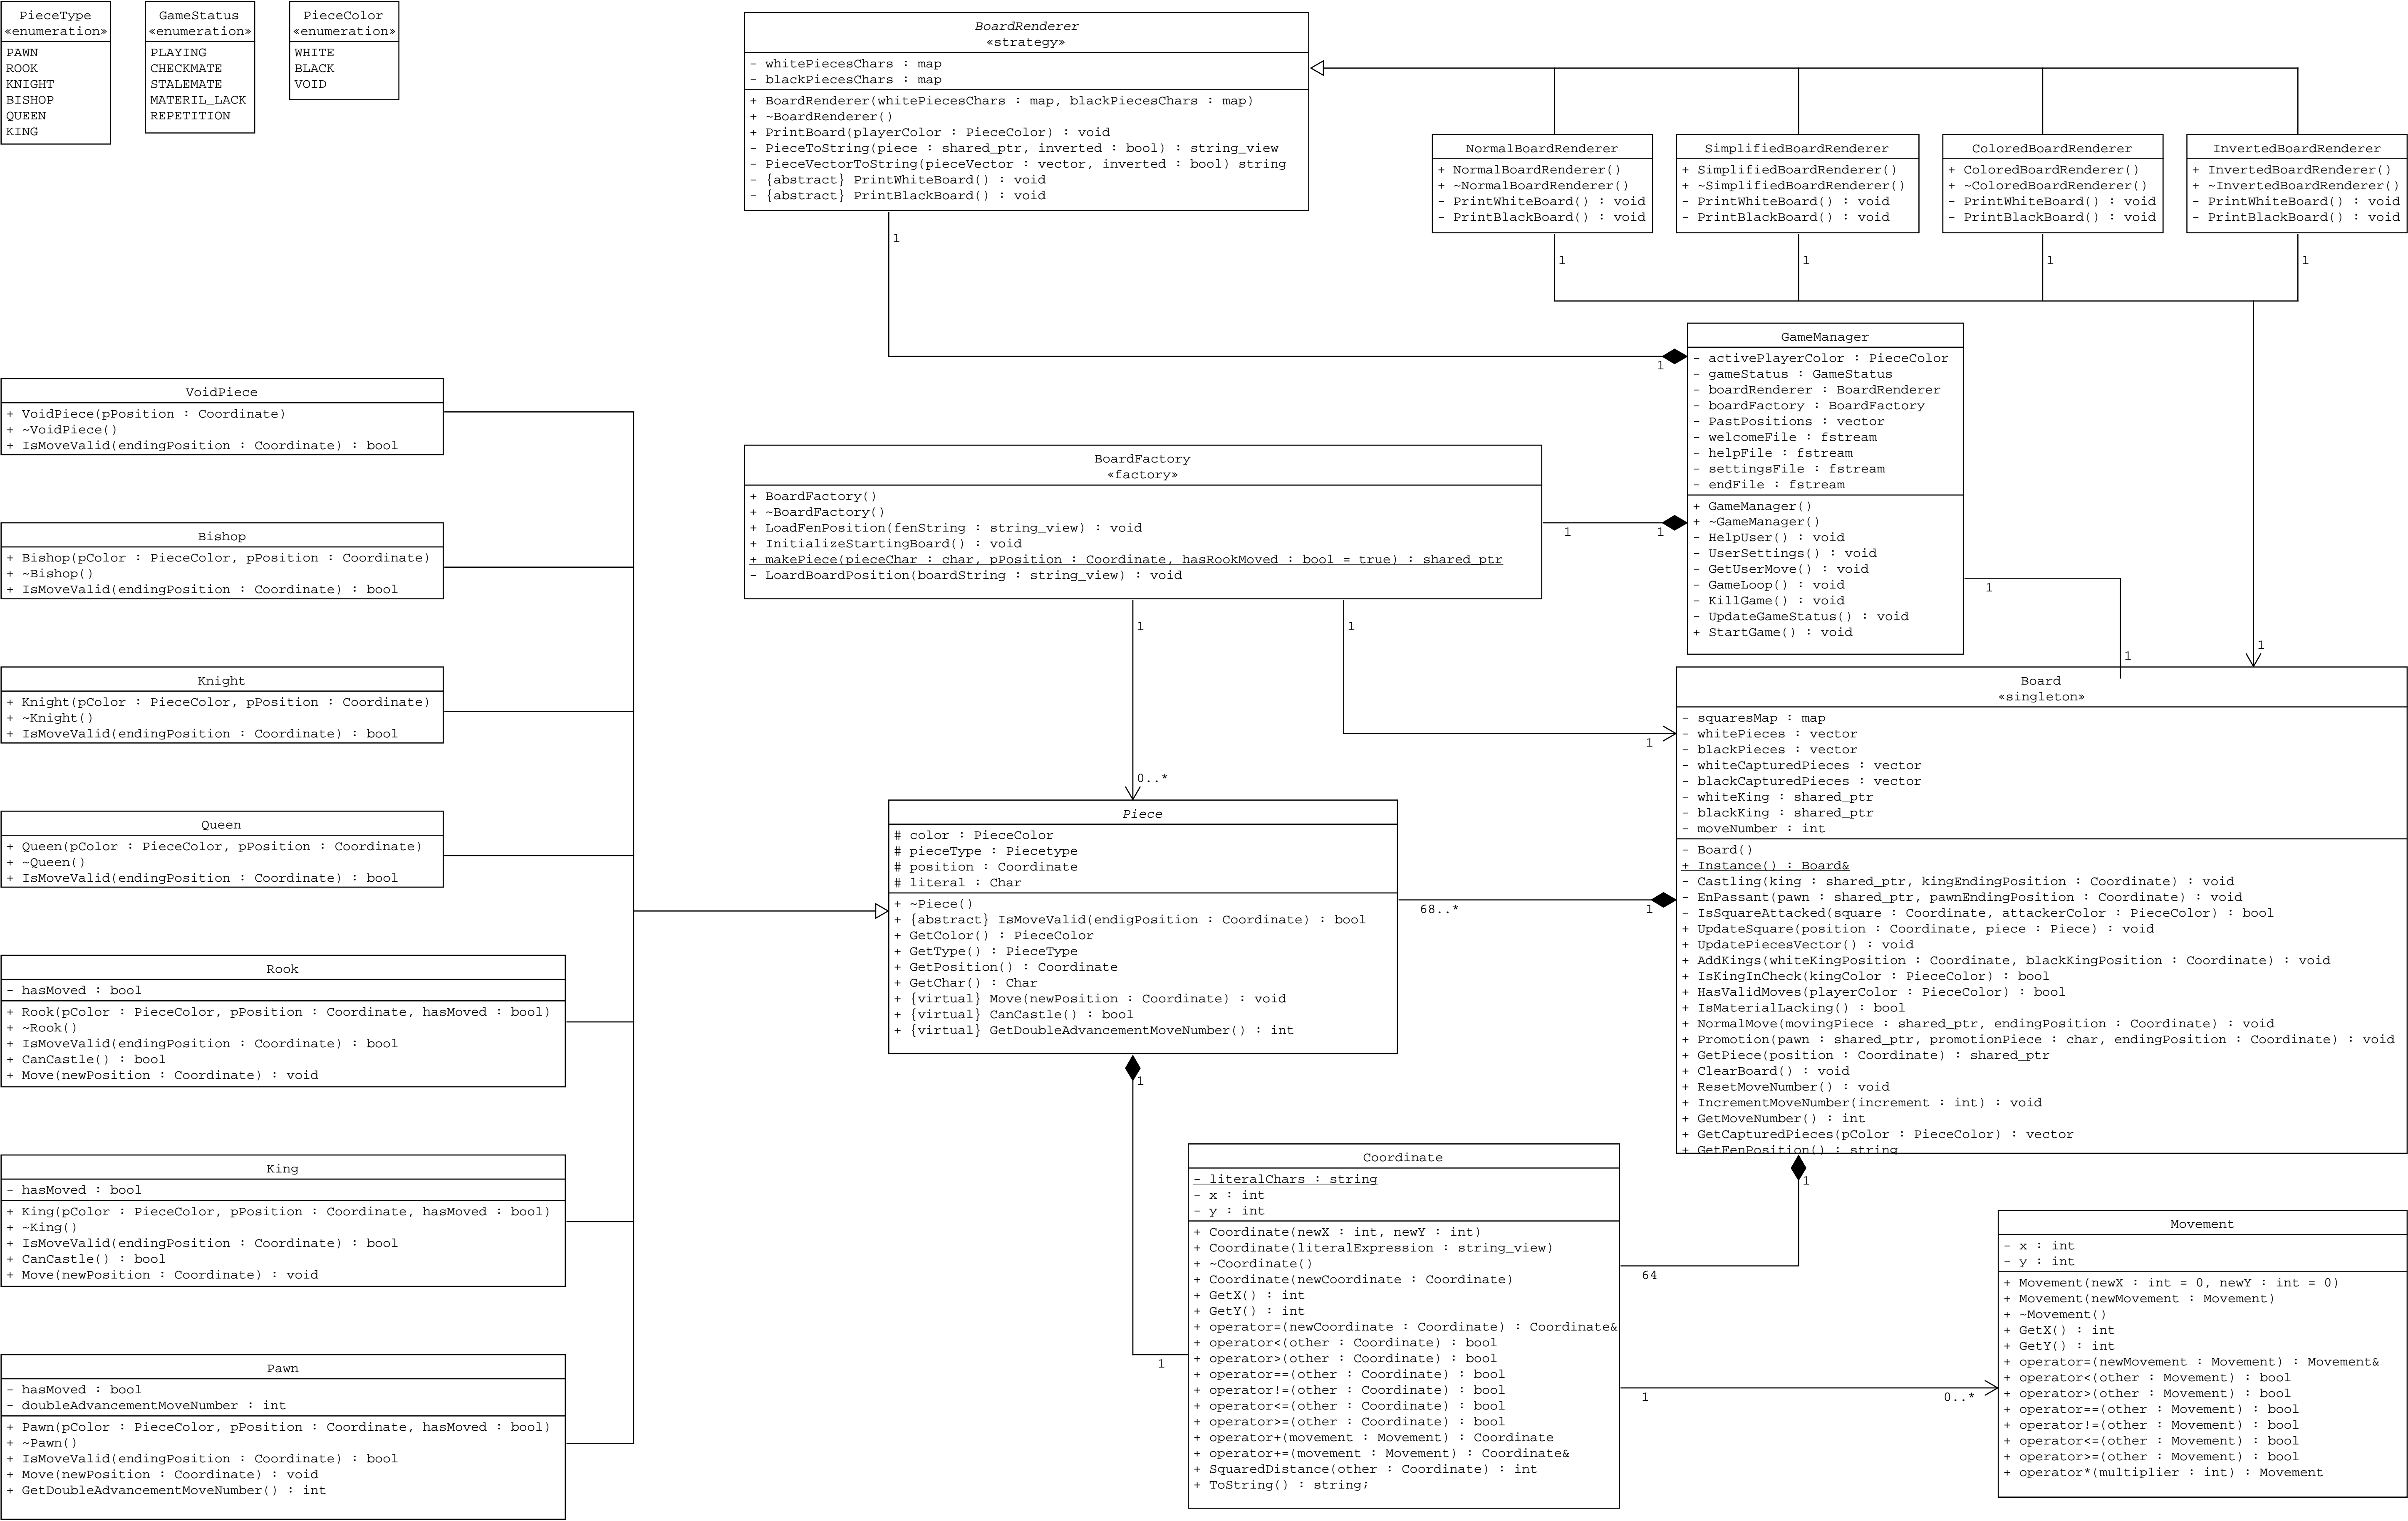 PieceType
«enumeration»
PAWN
ROOK
KNIGHT
BISHOP
QUEEN
KING
GameStatus
«enumeration»
PLAYING
CHECKMATE
STALEMATE
MATERIL_LACK
REPETITION
PieceColor
«enumeration»
WHITE
BLACK
VOID
BoardRenderer
«strategy»
- whitePiecesChars : map
- blackPiecesChars : map
+ BoardRenderer(whitePiecesChars : map, blackPiecesChars : map)
+ ~BoardRenderer()
+ PrintBoard(playerColor : PieceColor) : void
- PieceToString(piece : shared_ptr, inverted : bool) : string_view
- PieceVectorToString(pieceVector : vector, inverted : bool) string
- {abstract} PrintWhiteBoard() : void
- {abstract} PrintBlackBoard() : void
1
NormalBoardRenderer
+ NormalBoardRenderer()
+ ~NormalBoardRenderer()
- PrintWhiteBoard() : void
- PrintBlackBoard() : void
1
SimplifiedBoardRenderer
+ SimplifiedBoardRenderer()
+ ~SimplifiedBoardRenderer()
- PrintWhiteBoard() : void
- PrintBlackBoard() : void
1
ColoredBoardRenderer
+ ColoredBoardRenderer()
+ ~ColoredBoardRenderer()
- PrintWhiteBoard() : void
- PrintBlackBoard() : void
1
InvertedBoardRenderer
+ InvertedBoardRenderer()
+ ~InvertedBoardRenderer()
- PrintWhiteBoard() : void
- PrintBlackBoard() : void
1
GameManager
- activePlayerColor : PieceColor
- gameStatus : GameStatus
- boardRenderer : BoardRenderer
- boardFactory : BoardFactory
- PastPositions : vector
- welcomeFile : fstream
- helpFile : fstream
- settingsFile : fstream
- endFile : fstream
+ GameManager()
+ ~GameManager()
- HelpUser() : void
- UserSettings() : void
- GetUserMove() : void
- GameLoop() : void
- KillGame() : void
- UpdateGameStatus() : void
+ StartGame() : void
1
1
1
1
1
1
VoidPiece
+ VoidPiece(pPosition : Coordinate)
+ ~VoidPiece()
+ IsMoveValid(endingPosition : Coordinate) : bool
Bishop
+ Bishop(pColor : PieceColor, pPosition : Coordinate)
+ ~Bishop()
+ IsMoveValid(endingPosition : Coordinate) : bool
Knight
+ Knight(pColor : PieceColor, pPosition : Coordinate)
+ ~Knight()
+ IsMoveValid(endingPosition : Coordinate) : bool
Queen
+ Queen(pColor : PieceColor, pPosition : Coordinate)
+ ~Queen()
+ IsMoveValid(endingPosition : Coordinate) : bool
Rook
- hasMoved : bool
+ Rook(pColor : PieceColor, pPosition : Coordinate, hasMoved : bool)
+ ~Rook()
+ IsMoveValid(endingPosition : Coordinate) : bool
+ CanCastle() : bool
+ Move(newPosition : Coordinate) : void
King
- hasMoved : bool
+ King(pColor : PieceColor, pPosition : Coordinate, hasMoved : bool)
+ ~King()
+ IsMoveValid(endingPosition : Coordinate) : bool
+ CanCastle() : bool
+ Move(newPosition : Coordinate) : void
Pawn
- hasMoved : bool
- doubleAdvancementMoveNumber : int
+ Pawn(pColor : PieceColor, pPosition : Coordinate, hasMoved : bool)
+ ~Pawn()
+ IsMoveValid(endingPosition : Coordinate) : bool
+ Move(newPosition : Coordinate) : void
+ GetDoubleAdvancementMoveNumber() : int
BoardFactory
«factory»
+ BoardFactory()
+ ~BoardFactory()
+ LoadFenPosition(fenString : string_view) : void
+ InitializeStartingBoard() : void
+ makePiece(pieceChar : char, pPosition : Coordinate, hasRookMoved : bool = true) : shared_ptr
- LoardBoardPosition(boardString : string_view) : void
1
1
0..*
1
Piece
# color : PieceColor
# pieceType : Piecetype
# position : Coordinate
# literal : Char
+ ~Piece()
+ {abstract} IsMoveValid(endigPosition : Coordinate) : bool
+ GetColor() : PieceColor
+ GetType() : PieceType
+ GetPosition() : Coordinate
+ GetChar() : Char
+ {virtual} Move(newPosition : Coordinate) : void
+ {virtual} CanCastle() : bool
+ {virtual} GetDoubleAdvancementMoveNumber() : int
68..*
1
1
1
Board
«singleton»
- squaresMap : map
- whitePieces : vector
- blackPieces : vector
- whiteCapturedPieces : vector
- blackCapturedPieces : vector
- whiteKing : shared_ptr
- blackKing : shared_ptr
- moveNumber : int
- Board()
+ Instance() : Board&
- Castling(king : shared_ptr, kingEndingPosition : Coordinate) : void
- EnPassant(pawn : shared_ptr, pawnEndingPosition : Coordinate) : void
- IsSquareAttacked(square : Coordinate, attackerColor : PieceColor) : bool
+ UpdateSquare(position : Coordinate, piece : Piece) : void
+ UpdatePiecesVector() : void
+ AddKings(whiteKingPosition : Coordinate, blackKingPosition : Coordinate) : void
+ IsKingInCheck(kingColor : PieceColor) : bool
+ HasValidMoves(playerColor : PieceColor) : bool
+ IsMaterialLacking() : bool
+ NormalMove(movingPiece : shared_ptr, endingPosition : Coordinate) : void
+ Promotion(pawn : shared_ptr, promotionPiece : char, endingPosition : Coordinate) : void
+ GetPiece(position : Coordinate) : shared_ptr
+ ClearBoard() : void
+ ResetMoveNumber() : void
+ IncrementMoveNumber(increment : int) : void
+ GetMoveNumber() : int
+ GetCapturedPieces(pColor : PieceColor) : vector
+ GetFenPosition() : string
1
64
Coordinate
- literalChars : string
- x : int
- y : int
+ Coordinate(newX : int, newY : int)
+ Coordinate(literalExpression : string_view)
+ ~Coordinate()
+ Coordinate(newCoordinate : Coordinate)
+ GetX() : int
+ GetY() : int
+ operator=(newCoordinate : Coordinate) : Coordinate&
+ operator<(other : Coordinate) : bool
+ operator>(other : Coordinate) : bool
+ operator==(other : Coordinate) : bool
+ operator!=(other : Coordinate) : bool
+ operator<=(other : Coordinate) : bool
+ operator>=(other : Coordinate) : bool
+ operator+(movement : Movement) : Coordinate
+ operator+=(movement : Movement) : Coordinate&
+ SquaredDistance(other : Coordinate) : int
+ ToString() : string;
1
0..*
Movement
- x : int
- y : int
+ Movement(newX : int = 0, newY : int = 0)
+ Movement(newMovement : Movement)
+ ~Movement()
+ GetX() : int
+ GetY() : int
+ operator=(newMovement : Movement) : Movement&
+ operator<(other : Movement) : bool
+ operator>(other : Movement) : bool
+ operator==(other : Movement) : bool
+ operator!=(other : Movement) : bool
+ operator<=(other : Movement) : bool
+ operator>=(other : Movement) : bool
+ operator*(multiplier : int) : Movement